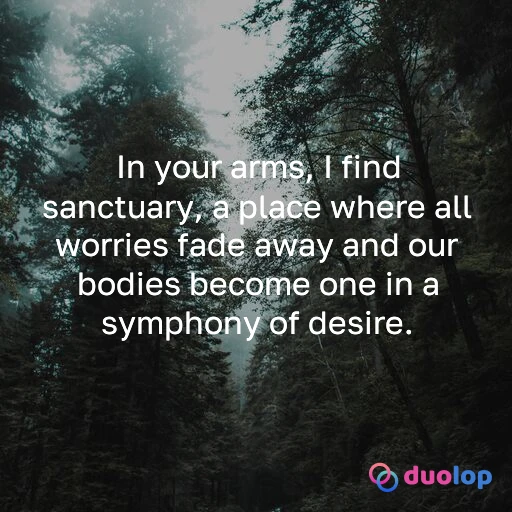 In your arms, I find
sanctuary, a place where all
worries fade away and our
bodies become one in a
symphony of desire.
duolop